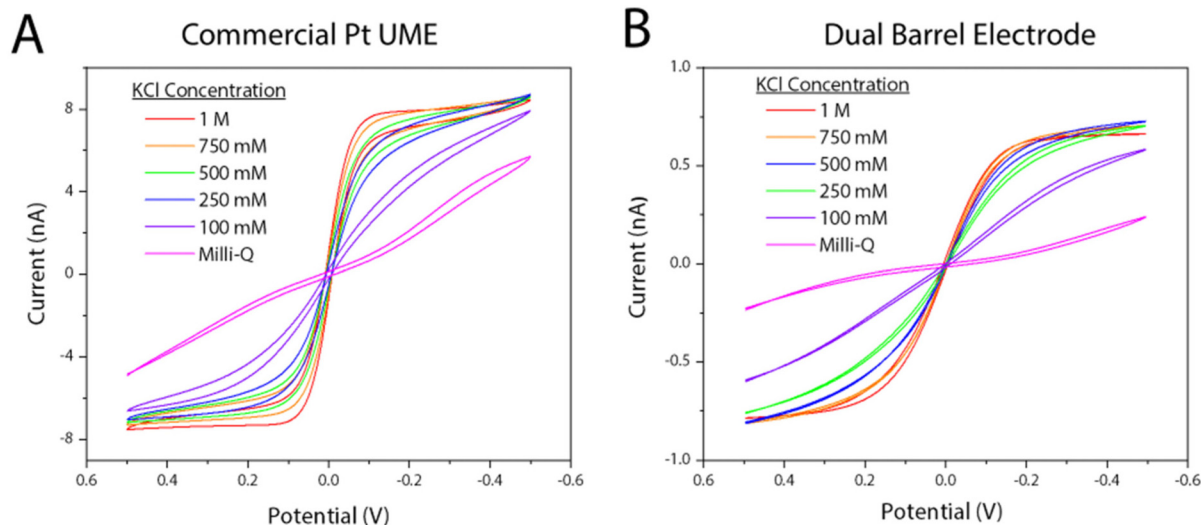 A
Commercial Pt UME
KCl Concentration
1 M
750 mM
500 mM
250 mM
100 mM
Milli-Q
8
4
0
-4
-8
Current (nA)
0.6
0.4
0.2
0.0
-0.2
-0.4
-0.6
Potential (V)
B
Dual Barrel Electrode
KCl Concentration
1 M
750 mM
500 mM
250 mM
100 mM
Milli-Q
1.0
0.5
0.0
-0.5
-1.0
Current (nA)
0.6
0.4
0.2
0.0
-0.2
-0.4
-0.6
Potential (V)